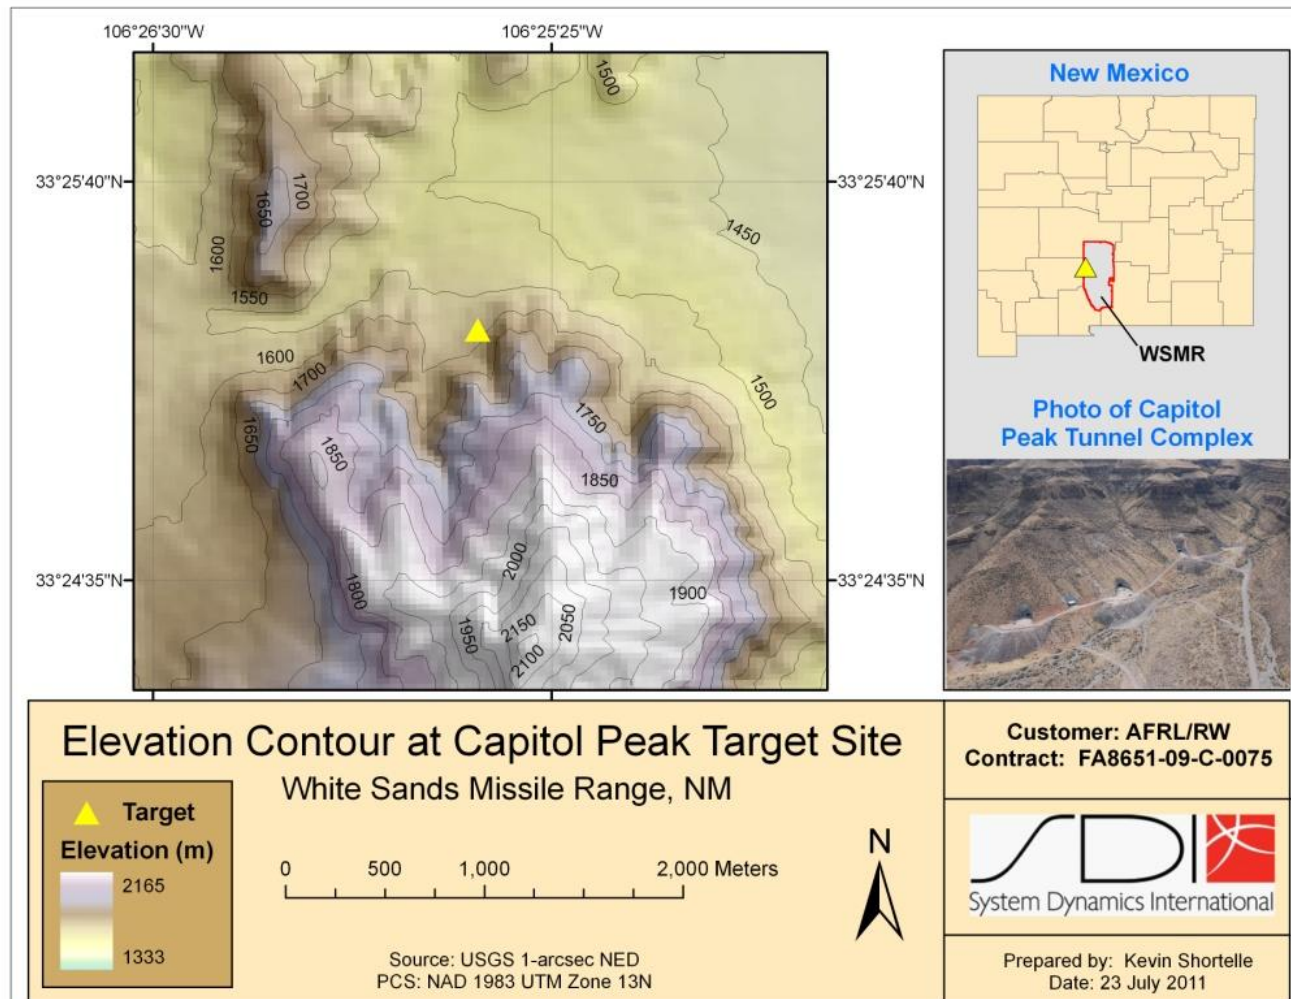 106°26'30"W
106°25'25"W
33°25'40"N
33°25'40"N
33°24'35"N
33°24'35"N
1500
1700
1650
1600
1550
1450
1600
1700
1650
1850
1750
1500
1850
1800
2000
1900
1950
2150
2050
2100
New Mexico
WSMR
Photo of Capitol
Peak Tunnel Complex
Elevation Contour at Capitol Peak Target Site
White Sands Missile Range, NM
Target
Elevation (m)
2165
1333
0 500 1,000 2,000 Meters
N
Source: USGS 1-arcsec NED
PCS: NAD 1983 UTM Zone 13N
Customer: AFRL/RW
Contract: FA8651-09-C-0075
SDI
System Dynamics International
Prepared by: Kevin Shortelle
Date: 23 July 2011